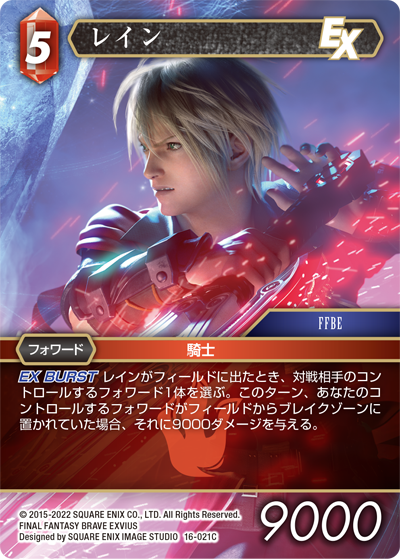 5
レイン
EX
FFBE
フォワード
騎士
EX BURST レインがフィールドに出たとき、対戦相手のコント
ロールするフォワード1体を選ぶ。このターン、あなたのコ
ントロールするフォワードがフィールドからブレイクゾーンに
置かれていた場合、それに9000ダメージを与える。
© 2015-2022 SQUARE ENIX CO., LTD. All Rights Reserved.
FINAL FANTASY BRAVE EXVIUS
Designed by SQUARE ENIX IMAGE STUDIO 16-021C
9000